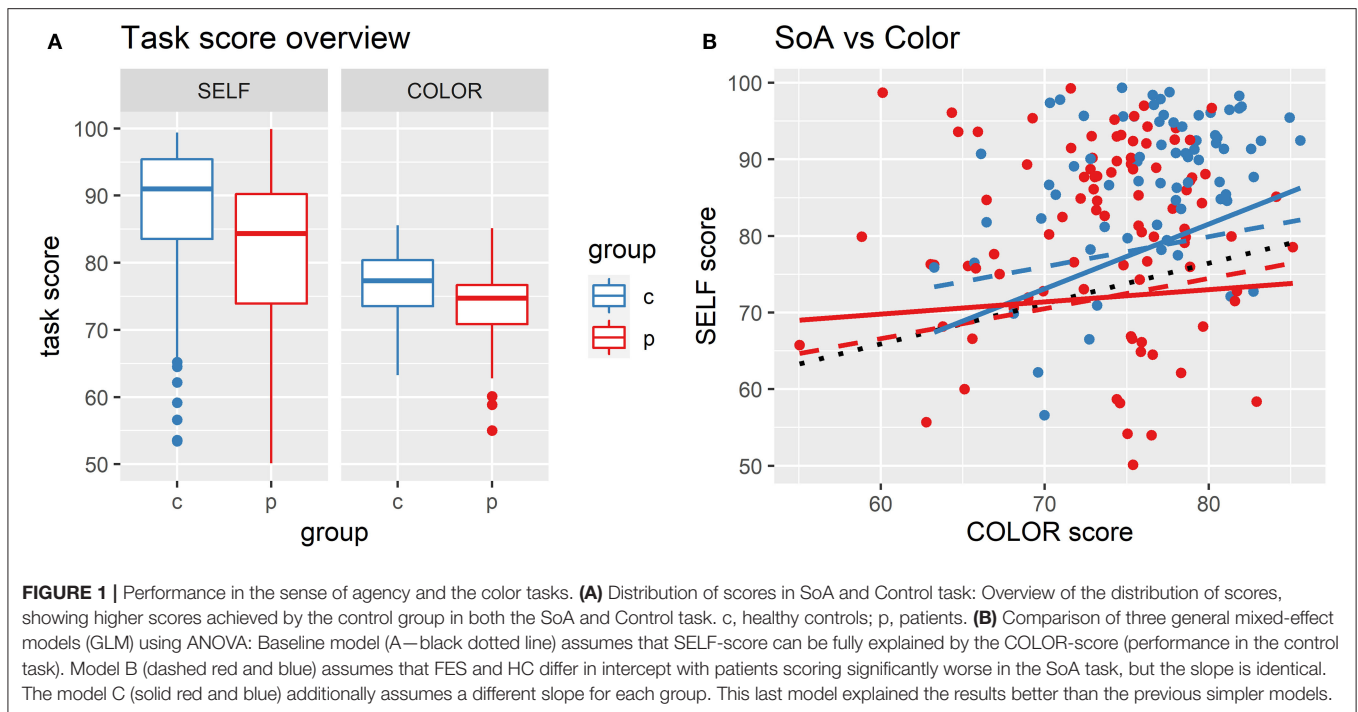 A Task score overview
SELF COLOR
100
90
80
70
60
50
task score
c p c p
group
group
c
p
B SoA vs Color
100
90
80
70
60
50
SELF score
60 70 80
COLOR score
FIGURE 1 | Performance in the sense of agency and the color tasks. (A) Distribution of scores in SoA and Control task: Overview of the distribution of scores,
showing higher scores achieved by the control group in both the SoA and Control task. c, healthy controls; p, patients. (B) Comparison of three general mixed-effect
models (GLM) using ANOVA: Baseline model (A—black dotted line) assumes that SELF-score can be fully explained by the COLOR-score (performance in the control
task). Model B (dashed red and blue) assumes that FES and HC differ in intercept with patients scoring significantly worse in the SoA task, but the slope is identical.
The model C (solid red and blue) additionally assumes a different slope for each group. This last model explained the results better than the previous simpler models.